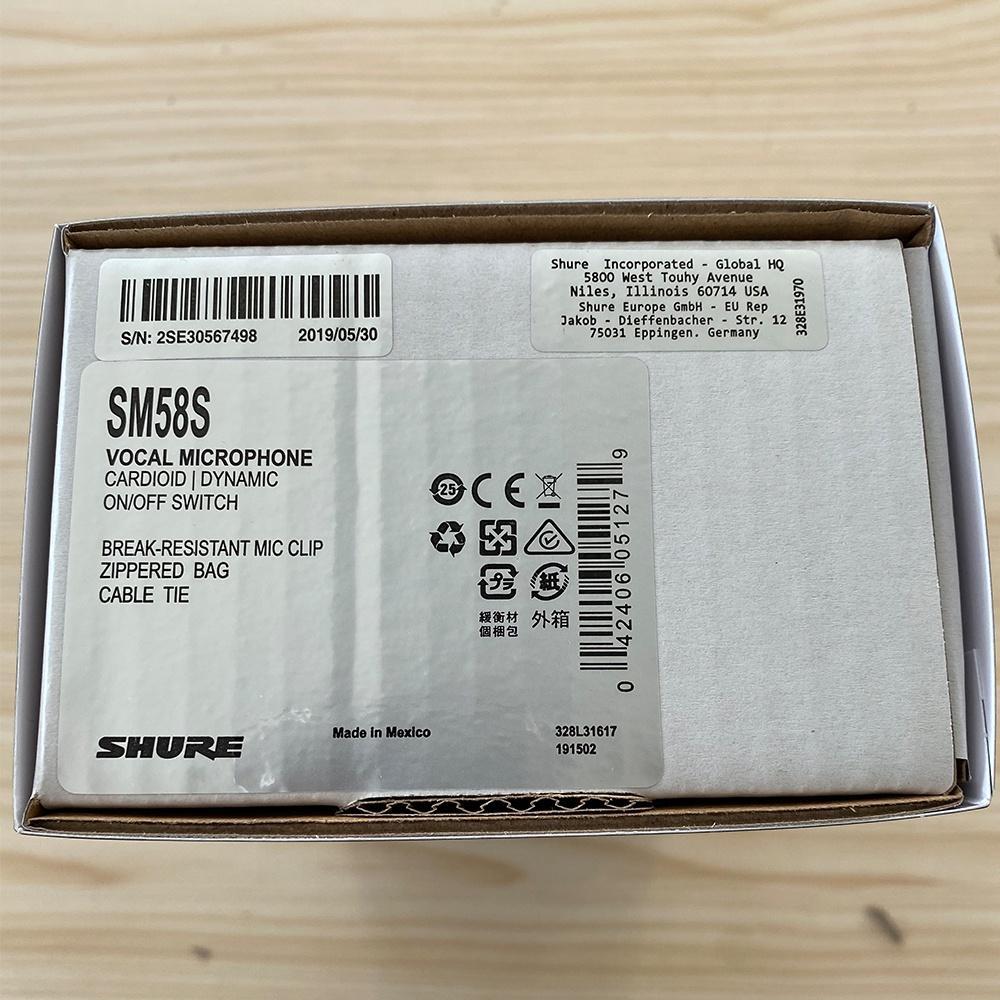 S/N: 2SE30567498 2019/05/30
Shure Incorporated - Global HQ
5800 West Touhy Avenue
Niles, Illinois 60714 USA
Shure Europe GmbH - EU Rep
Jakob - Dieffenbacher - Str. 12
75031 Eppingen. Germany
328E31970
SM58S
VOCAL MICROPHONE
CARDIOID | DYNAMIC
ON/OFF SWITCH
BREAK-RESISTANT MIC CLIP
ZIPPERED BAG
CABLE TIE
25 CE
プラ 紙
緩衝材 外箱
個梱包
0 42406 05127 9
SHURE
Made in Mexico
328L31617
191502